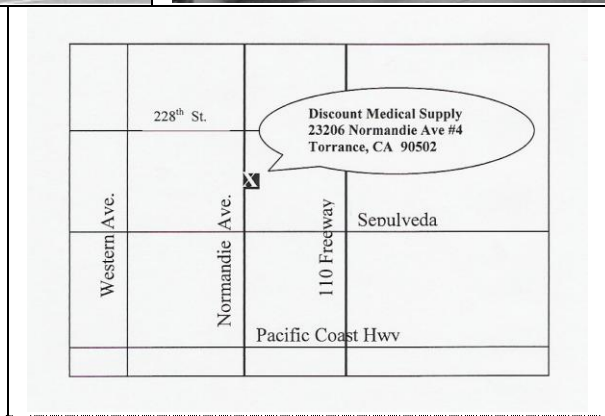 228th St.
Discount Medical Supply
23206 Normandie Ave #4
Torrance, CA 90502
X
Western Ave.
Normandie Ave.
110 Freeway
Sepulveda
Pacific Coast Hwy